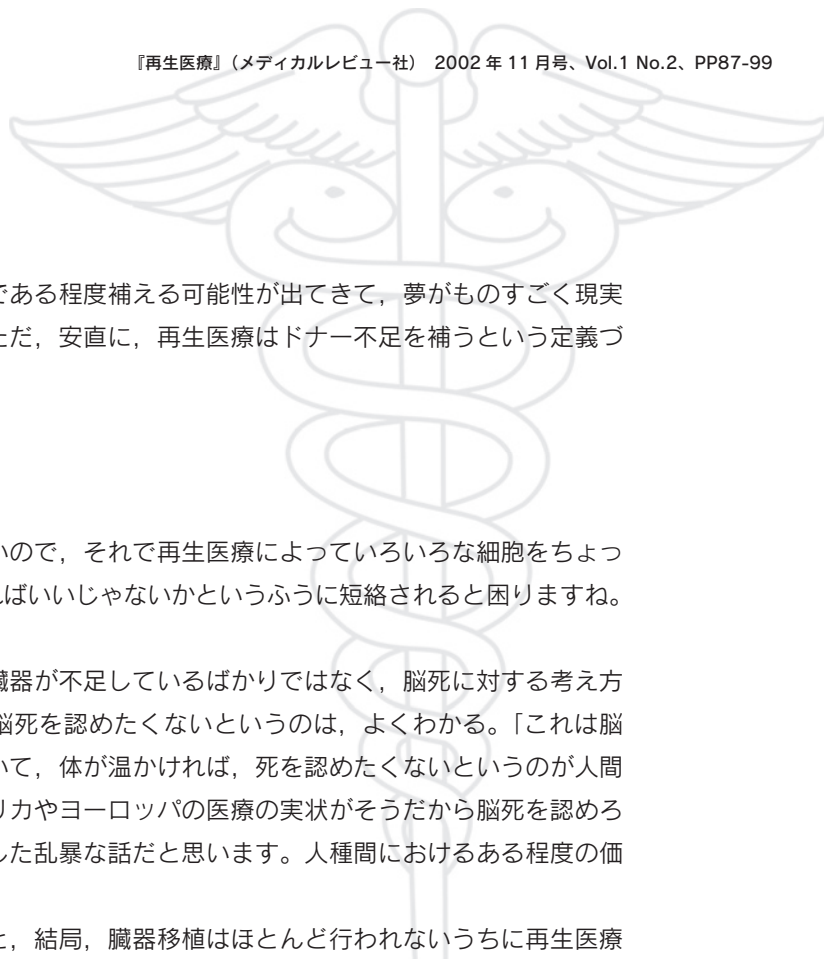 『再生医療』（メディカルレビュー社） 2002 年 11 月号、Vol.1 No.2、PP87-99
である程度補える可能性が出てきて，夢がものすごく現実
ただ，安直に，再生医療はドナー不足を補うという定義づ
いので，それで再生医療によっていろいろな細胞をちょっ
ればいいじゃないかというふうに短絡されると困りますね。
臓器が不足しているばかりではなく，脳死に対する考え方
脳死を認めたくないというのは，よくわかる。「これは脳
いて，体が温かければ，死を認めたくないというのが人間
リカやヨーロッパの医療の実状がそうだから脳死を認めろ
した乱暴な話だと思います。人種間におけるある程度の価
と，結局，臓器移植はほとんど行われないうちに再生医療